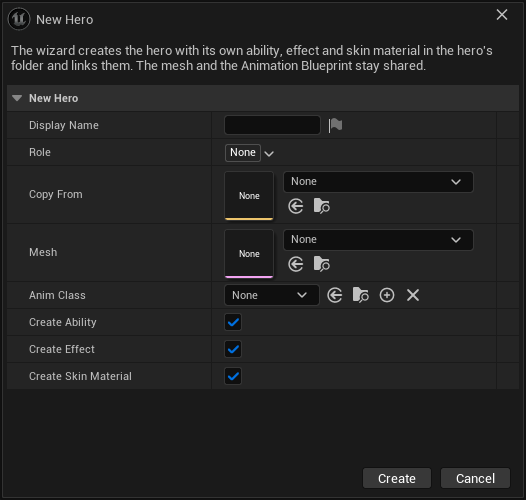 New Hero
The wizard creates the hero with its own ability, effect and skin material in the hero's
folder and links them. The mesh and the Animation Blueprint stay shared.
New Hero
Display Name
Role None
Copy From None None
Mesh None None
Anim Class None
Create Ability
Create Effect
Create Skin Material
Create Cancel